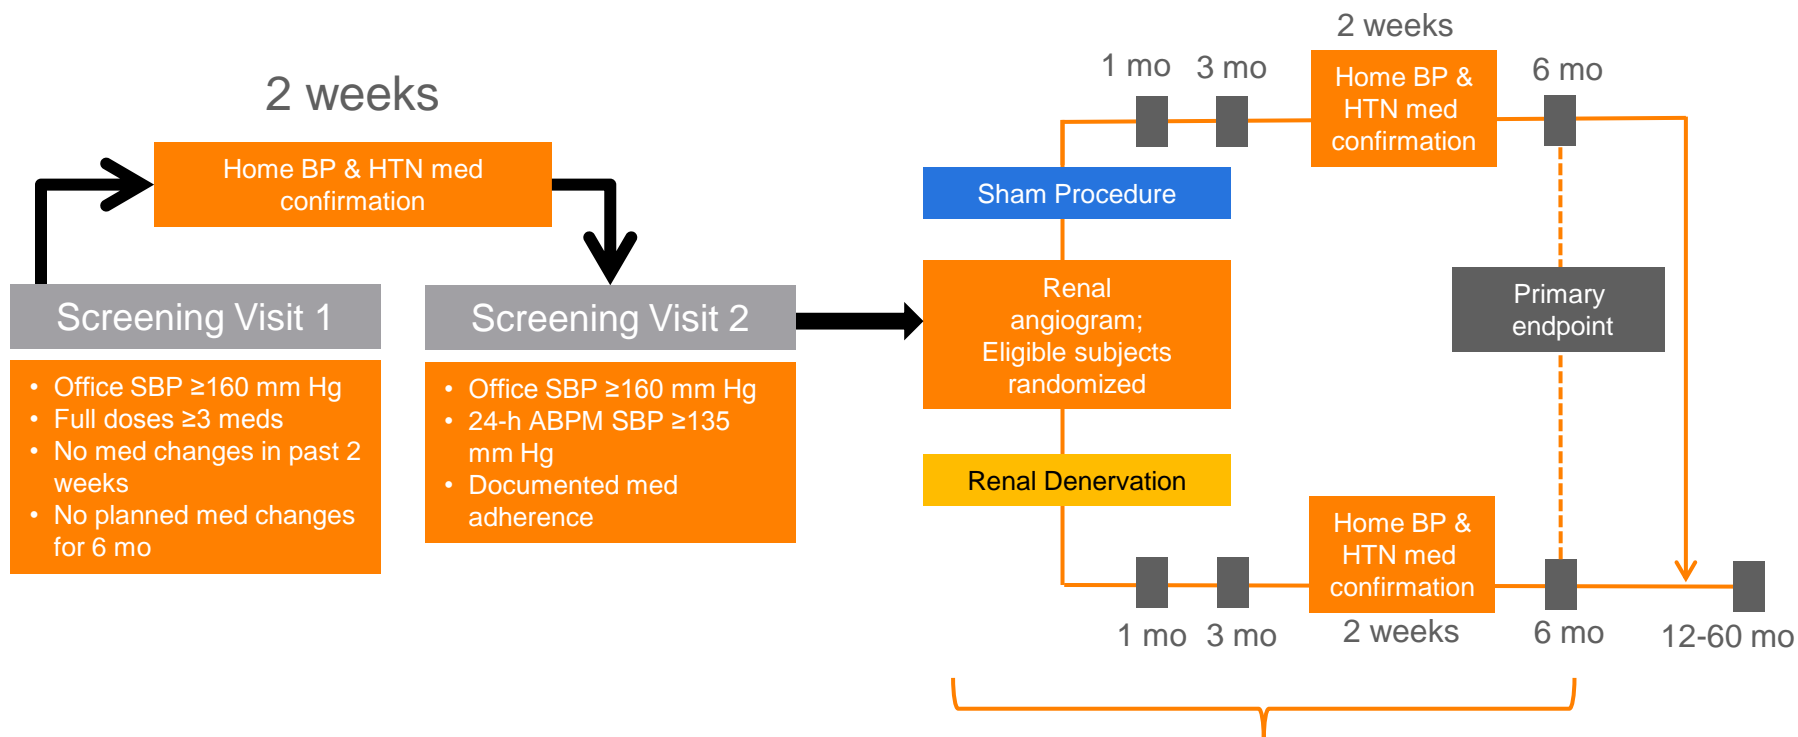 2 weeks
Home BP & HTN med
confirmation
Screening Visit 1
• Office SBP ≥160 mm Hg
• Full doses ≥3 meds
• No med changes in past 2
weeks
• No planned med changes
for 6 mo
Screening Visit 2
• Office SBP ≥160 mm Hg
• 24-h ABPM SBP ≥135
mm Hg
• Documented med
adherence
Sham Procedure
Renal
angiogram;
Eligible subjects
randomized
Renal Denervation
1 mo
3 mo
2 weeks
Home BP &
HTN med
confirmation
6 mo
Primary
endpoint
Home BP &
HTN med
confirmation
1 mo
3 mo
2 weeks
6 mo
12-60 mo